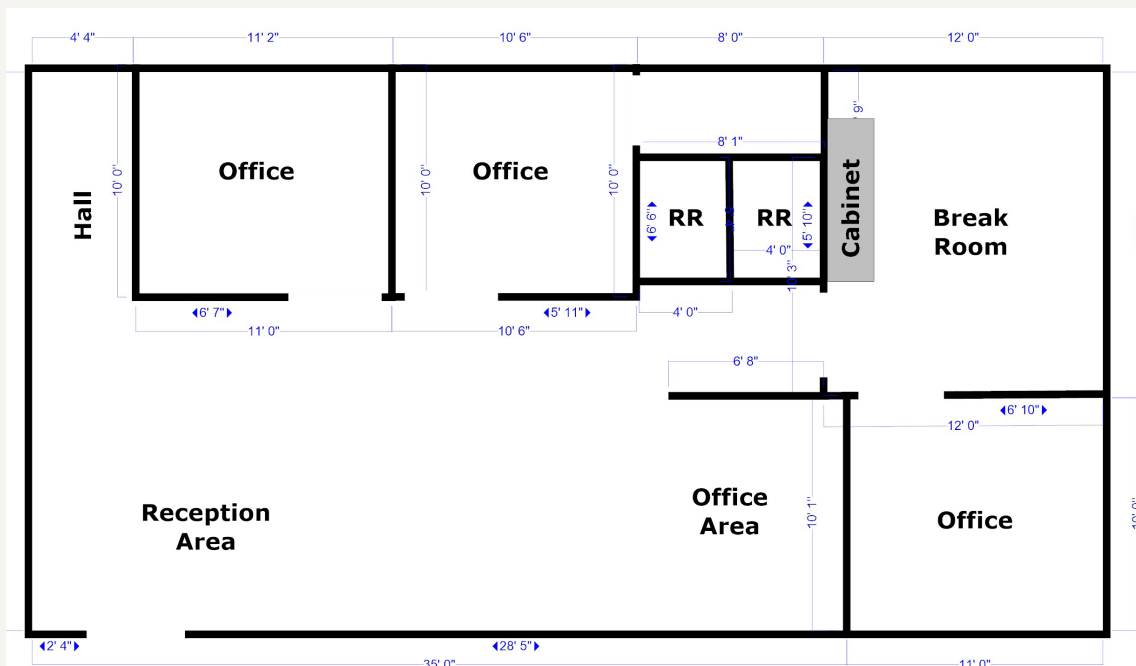 4' 4"
11' 2"
10' 6"
8' 0"
12' 0"
9"
8' 1"
Office
Office
Cabinet
Hall
10' 0"
10' 0"
10' 0"
6' 6"
RR
RR
5' 10"
Break
Room
4' 0"
10' 3"
6' 7"
5' 11"
4' 0"
11' 0"
10' 6"
6' 8"
6' 10"
12' 0"
Office
Area
10' 1"
Office
Reception
Area
2' 4"
28' 5"
35' 0"
11' 0"